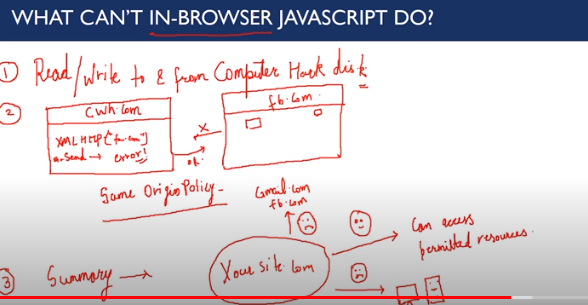 WHAT CAN'T IN-BROWSER JAVASCRIPT DO?
① Read/Write to & from Computer Hark disk
②
cwh.com
fb.com
XML HTTP ("fb.com")
x
a.send → error!
ok.
Same Origin Policy -
Gmail.com
fb.com
Can access
permitted resources.
③ Summary →
Your site.com